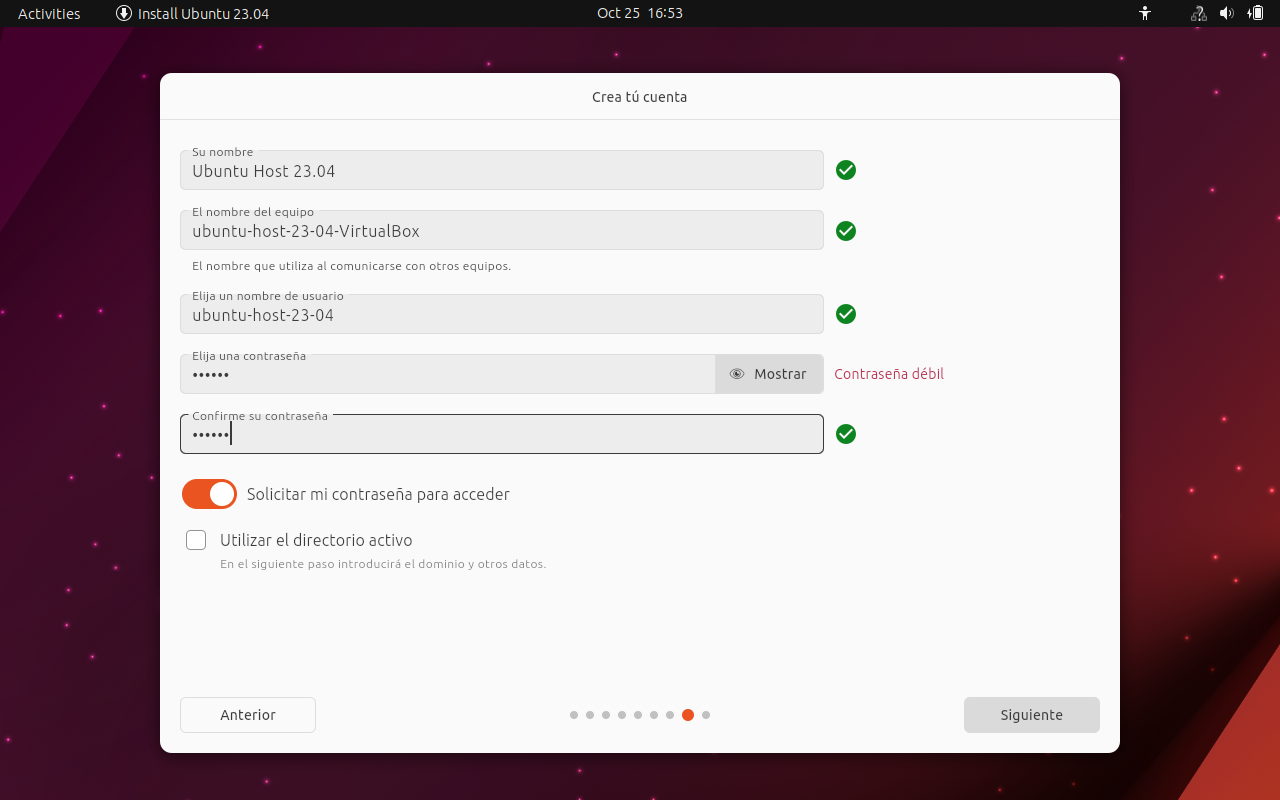 Activities Install Ubuntu 23.04 Oct 25 16:53
Crea tú cuenta
Su nombre
Ubuntu Host 23.04
El nombre del equipo
ubuntu-host-23-04-VirtualBox
El nombre que utiliza al comunicarse con otros equipos.
Elija un nombre de usuario
ubuntu-host-23-04
Elija una contraseña
•••••• Mostrar Contraseña débil
Confirme su contraseña
••••••
Solicitar mi contraseña para acceder
Utilizar el directorio activo
En el siguiente paso introducirá el dominio y otros datos.
Anterior Siguiente